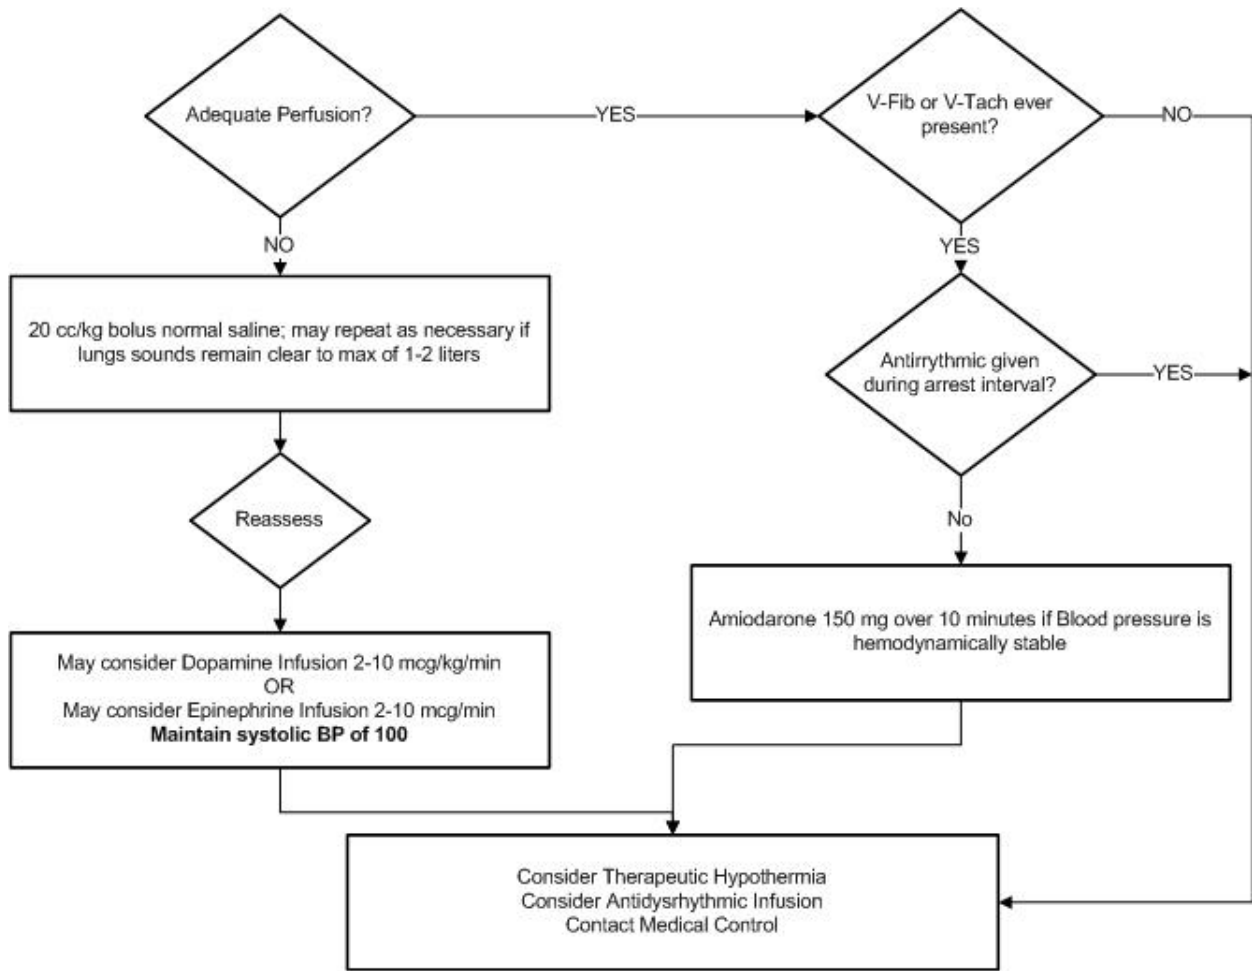 Adequate Perfusion?
YES
V-Fib or V-Tach ever
present?
NO
NO
YES
20 cc/kg bolus normal saline; may repeat as necessary if
lungs sounds remain clear to max of 1-2 liters
Antirrythmic given
during arrest interval?
YES
Reassess
No
Amiodarone 150 mg over 10 minutes if Blood pressure is
hemodynamically stable
May consider Dopamine Infusion 2-10 mcg/kg/min
OR
May consider Epinephrine Infusion 2-10 mcg/min
Maintain systolic BP of 100
Consider Therapeutic Hypothermia
Consider Antidysrhythmic Infusion
Contact Medical Control